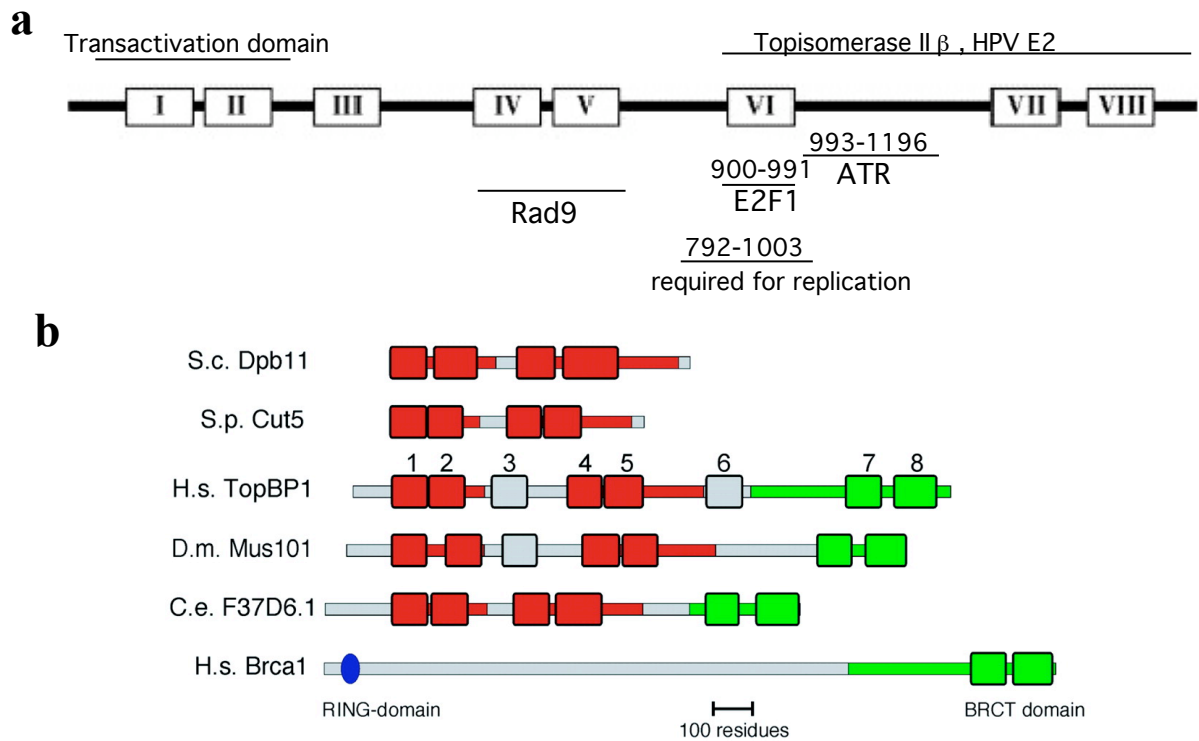 a
Transactivation domain
Topisomerase II β , HPV E2
I II III IV V VI VII VIII
993-1196
ATR
900-991
E2F1
Rad9
792-1003
required for replication
b
S.c. Dpb11
S.p. Cut5
1 2 3 4 5 6 7 8
H.s. TopBP1
D.m. Mus101
C.e. F37D6.1
H.s. Brca1
RING-domain
BRCT domain
100 residues